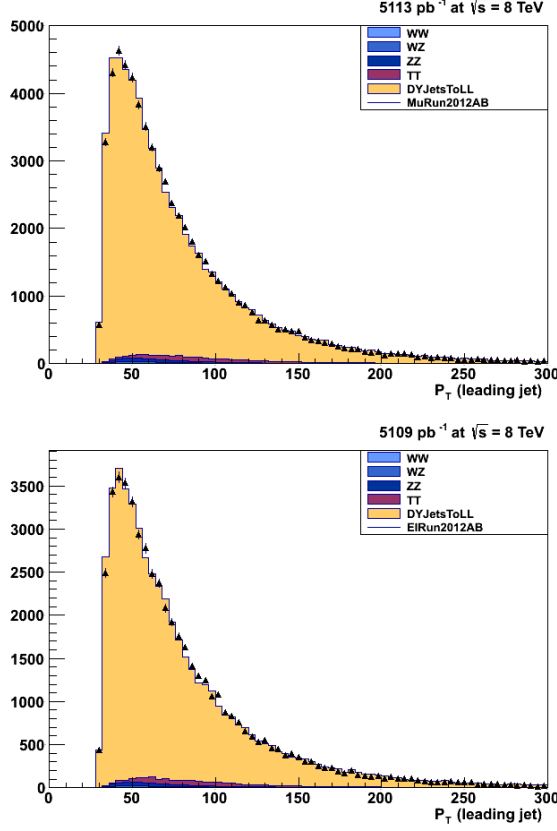 5113 pb⁻¹ at √s = 8 TeV
5000
WW
WZ
ZZ
TT
DYJetsToLL
MuRun2012AB
4000
3000
2000
1000
0
0 50 100 150 200 250 300
P_T (leading jet)
5109 pb⁻¹ at √s = 8 TeV
WW
WZ
ZZ
TT
DYJetsToLL
ElRun2012AB
3500
3000
2500
2000
1500
1000
500
0
0 50 100 150 200 250 300
P_T (leading jet)